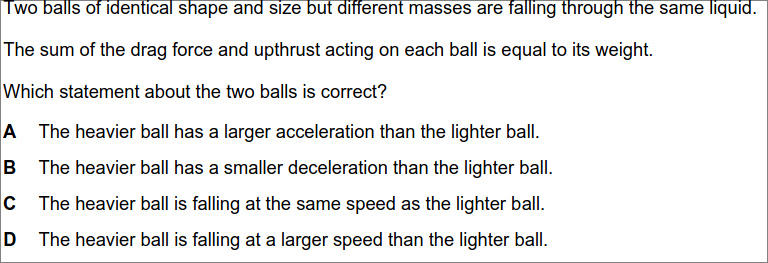 Two balls of identical shape and size but different masses are falling through the same liquid.
The sum of the drag force and upthrust acting on each ball is equal to its weight.
Which statement about the two balls is correct?
A The heavier ball has a larger acceleration than the lighter ball.
B The heavier ball has a smaller deceleration than the lighter ball.
C The heavier ball is falling at the same speed as the lighter ball.
D The heavier ball is falling at a larger speed than the lighter ball.